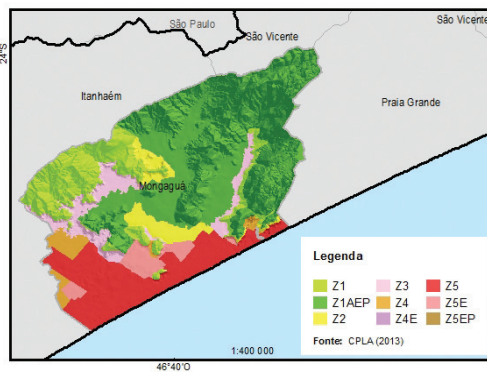 São Paulo
São Vicente
São Vicente
24°S
Itanhaém
Praia Grande
Mongaguá
Legenda
Z1 Z3 Z5
Z1AEP Z4 Z5E
Z2 Z4E Z5EP
Fonte: CPLA (2013)
1:400 000
46°40'O